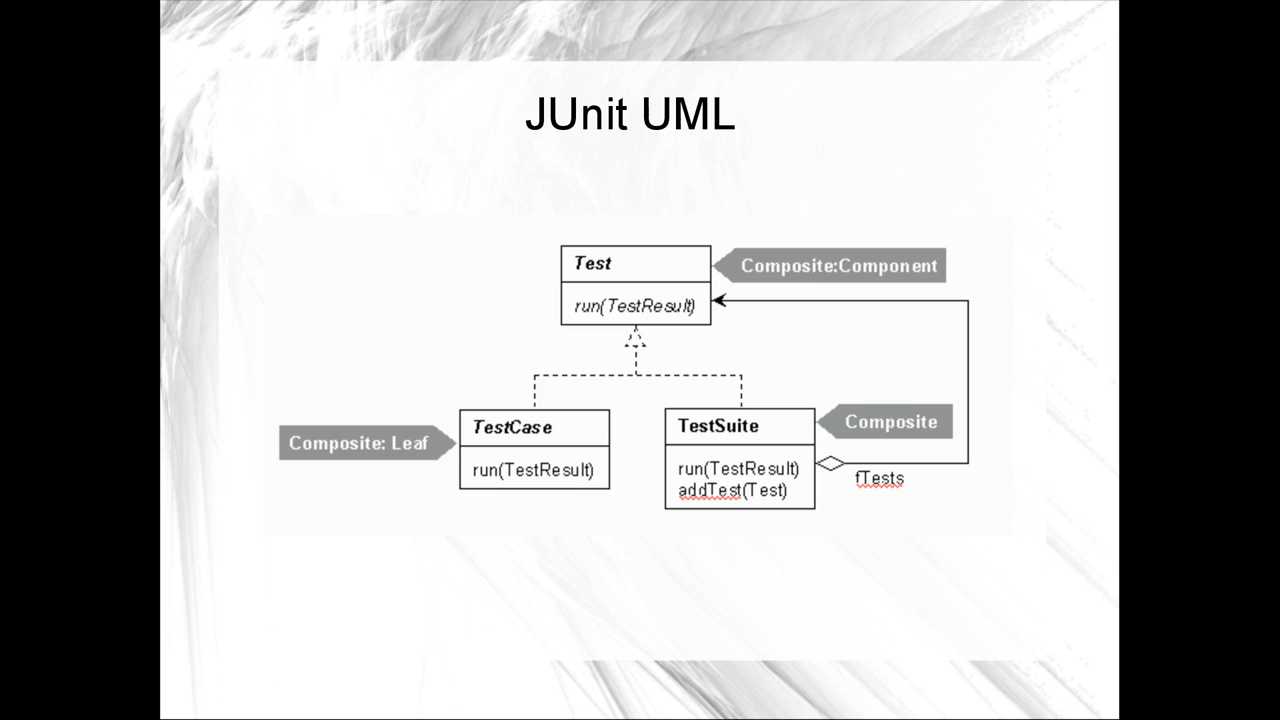 JUnit UML
Test
Composite:Component
run(TestResult)
TestCase
Composite: Leaf
run(TestResult)
TestSuite
Composite
run(TestResult)
addTest(Test)
fTests